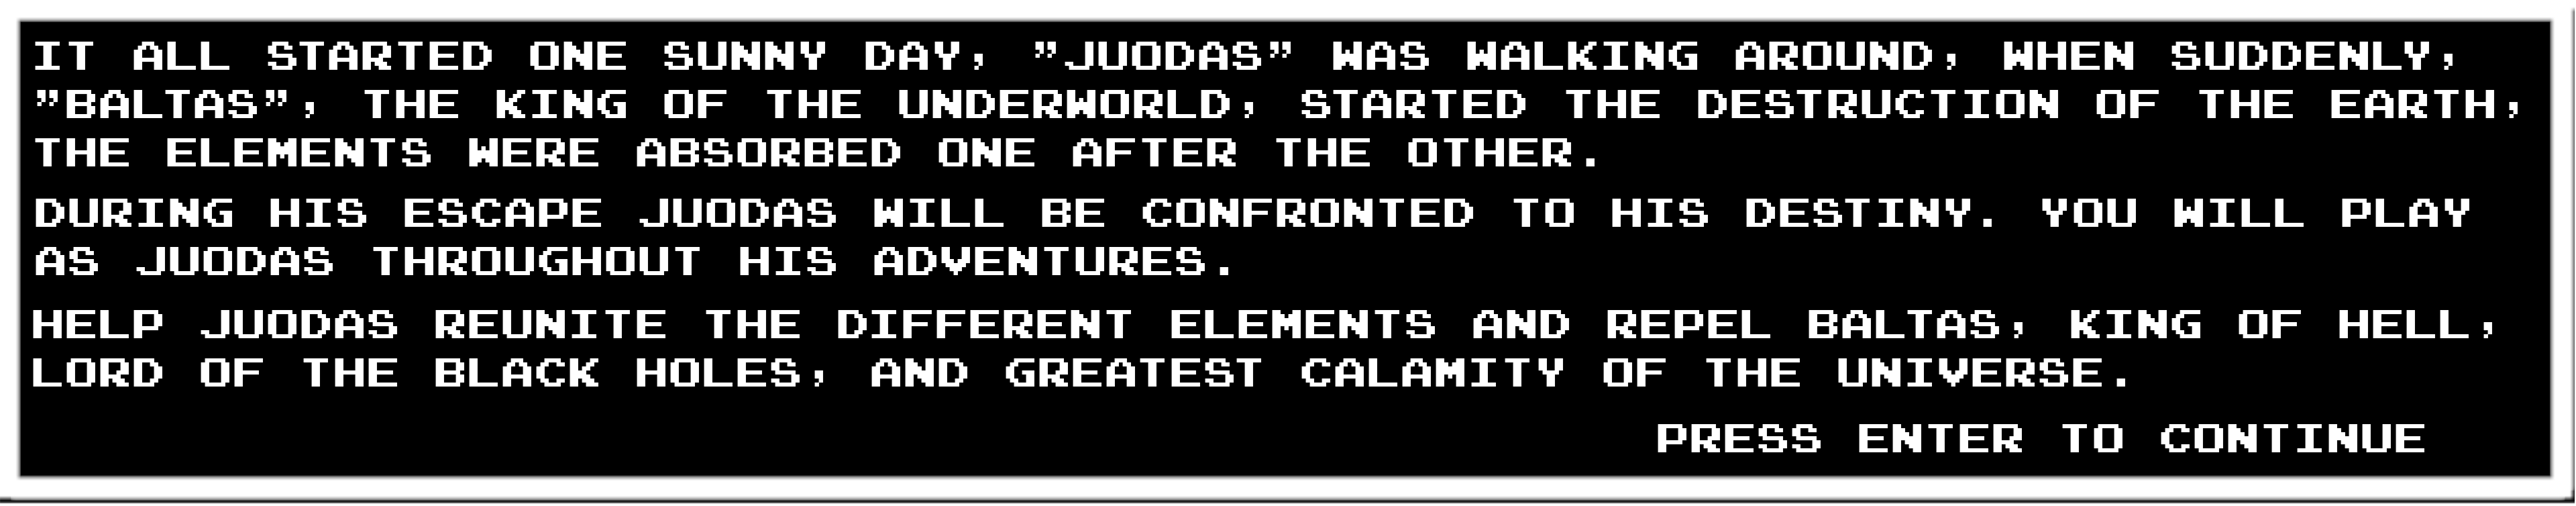 IT ALL STARTED ONE SUNNY DAY, "JUODAS" WAS WALKING AROUND, WHEN SUDDENLY,
"BALTAS", THE KING OF THE UNDERWORLD, STARTED THE DESTRUCTION OF THE EARTH,
THE ELEMENTS WERE ABSORBED ONE AFTER THE OTHER.
DURING HIS ESCAPE JUODAS WILL BE CONFRONTED TO HIS DESTINY. YOU WILL PLAY
AS JUODAS THROUGHOUT HIS ADVENTURES.
HELP JUODAS REUNITE THE DIFFERENT ELEMENTS AND REPEL BALTAS, KING OF HELL,
LORD OF THE BLACK HOLES, AND GREATEST CALAMITY OF THE UNIVERSE.
PRESS ENTER TO CONTINUE